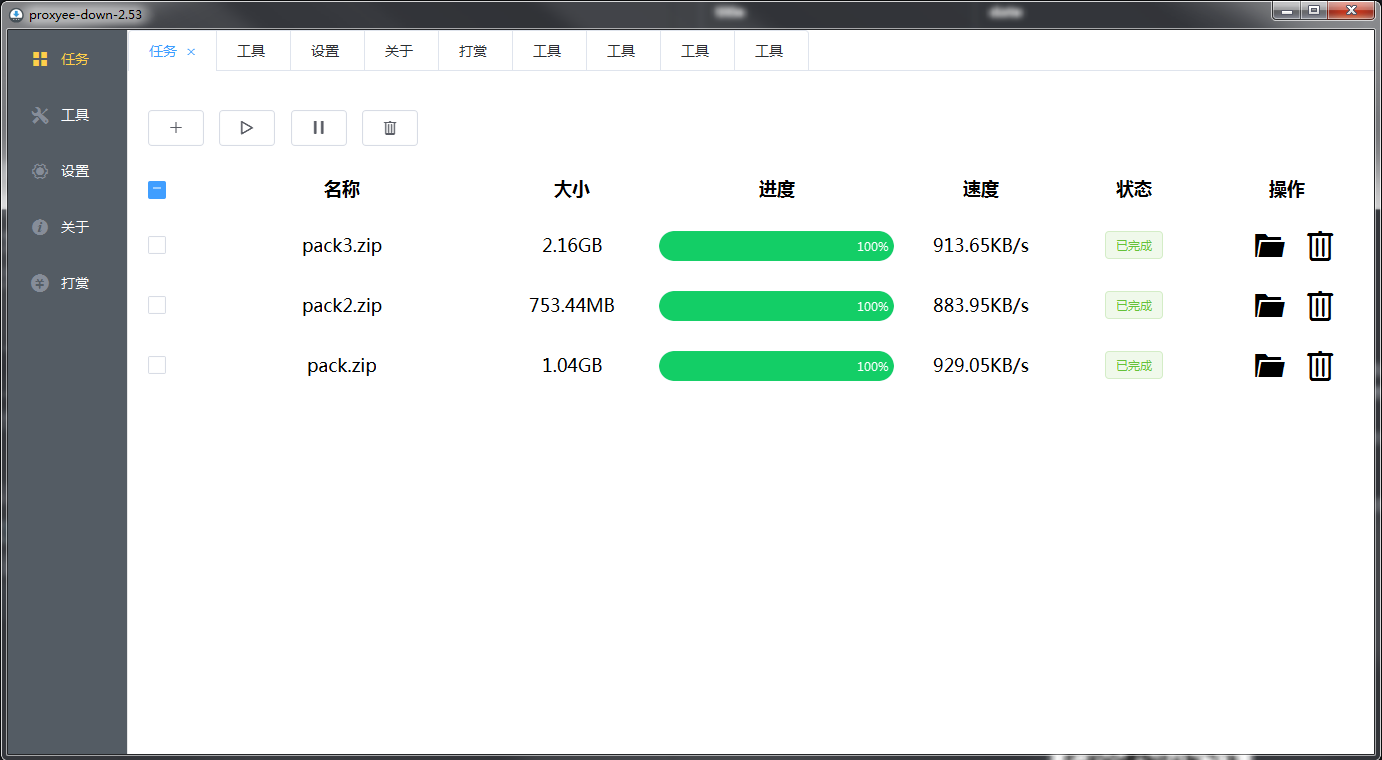 proxyee-down-2.53
title
date
任务
工具
设置
关于
打赏
任务 × 工具 设置 关于 打赏 工具 工具 工具 工具
名称 大小 进度 速度 状态 操作
pack3.zip 2.16GB 100% 913.65KB/s 已完成
pack2.zip 753.44MB 100% 883.95KB/s 已完成
pack.zip 1.04GB 100% 929.05KB/s 已完成